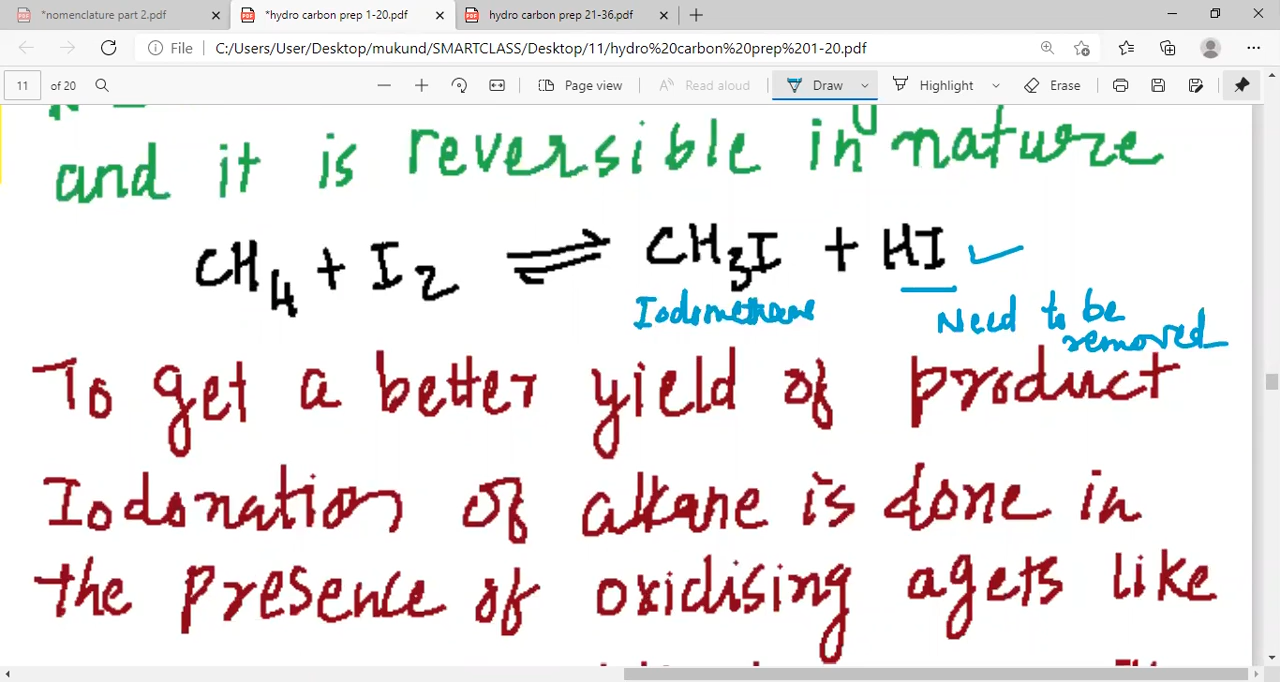 *nomenclature part 2.pdf
*hydro carbon prep 1-20.pdf
hydro carbon prep 21-36.pdf
File
C:/Users/User/Desktop/mukund/SMARTCLASS/Desktop/11/hydro%20carbon%20prep%201-20.pdf
11 of 20
Page view
Read aloud
Draw
Highlight
Erase
and it is reversible in nature
CH4 + I2 ⇌ CH3I + HI ✓
Iodomethane
Need to be
removed
To get a better yield of product
Iodonation of alkane is done in
the presence of oxidising agets like